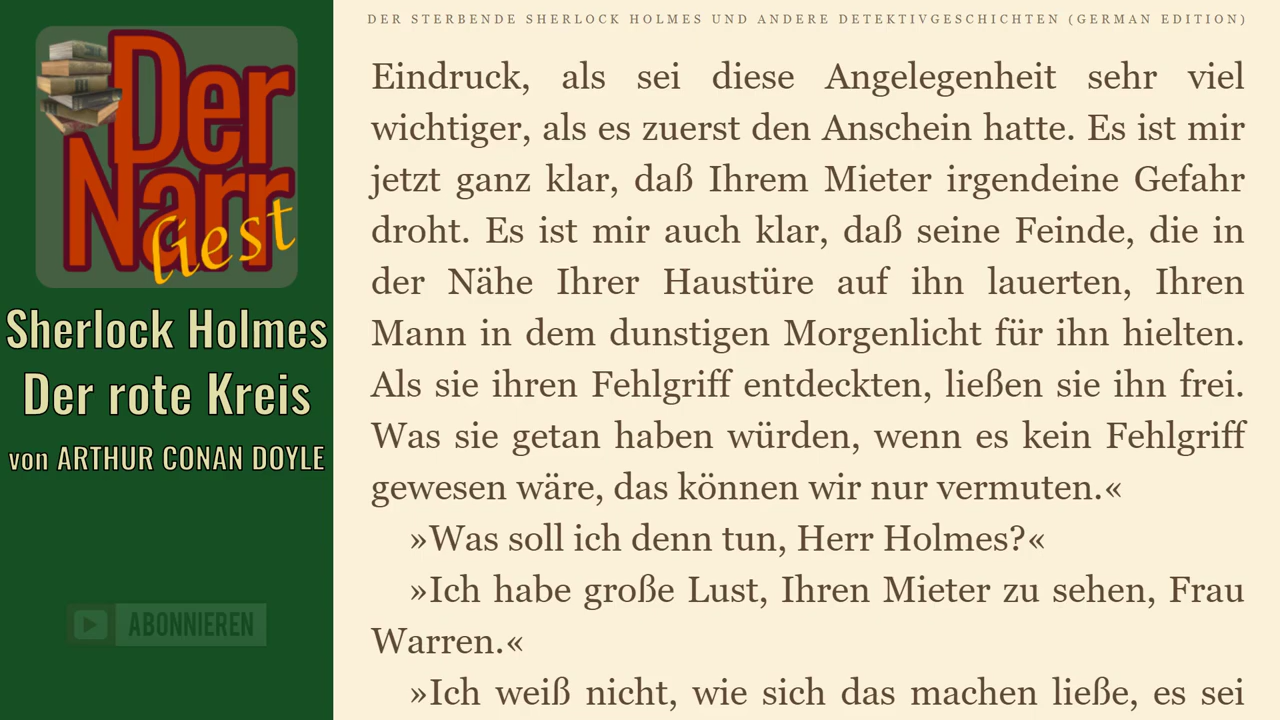 Der
Narr
liest
Sherlock Holmes
Der rote Kreis
von ARTHUR CONAN DOYLE
ABONNIEREN
DER STERBENDE SHERLOCK HOLMES UND ANDERE DETEKTIVGESCHICHTEN (GERMAN EDITION)
Eindruck, als sei diese Angelegenheit sehr viel
wichtiger, als es zuerst den Anschein hatte. Es ist mir
jetzt ganz klar, daß Ihrem Mieter irgendeine Gefahr
droht. Es ist mir auch klar, daß seine Feinde, die in
der Nähe Ihrer Haustüre auf ihn lauerten, Ihren
Mann in dem dunstigen Morgenlicht für ihn hielten.
Als sie ihren Fehlgriff entdeckten, ließen sie ihn frei.
Was sie getan haben würden, wenn es kein Fehlgriff
gewesen wäre, das können wir nur vermuten.«
»Was soll ich denn tun, Herr Holmes?«
»Ich habe große Lust, Ihren Mieter zu sehen, Frau
Warren.«
»Ich weiß nicht, wie sich das machen ließe, es sei